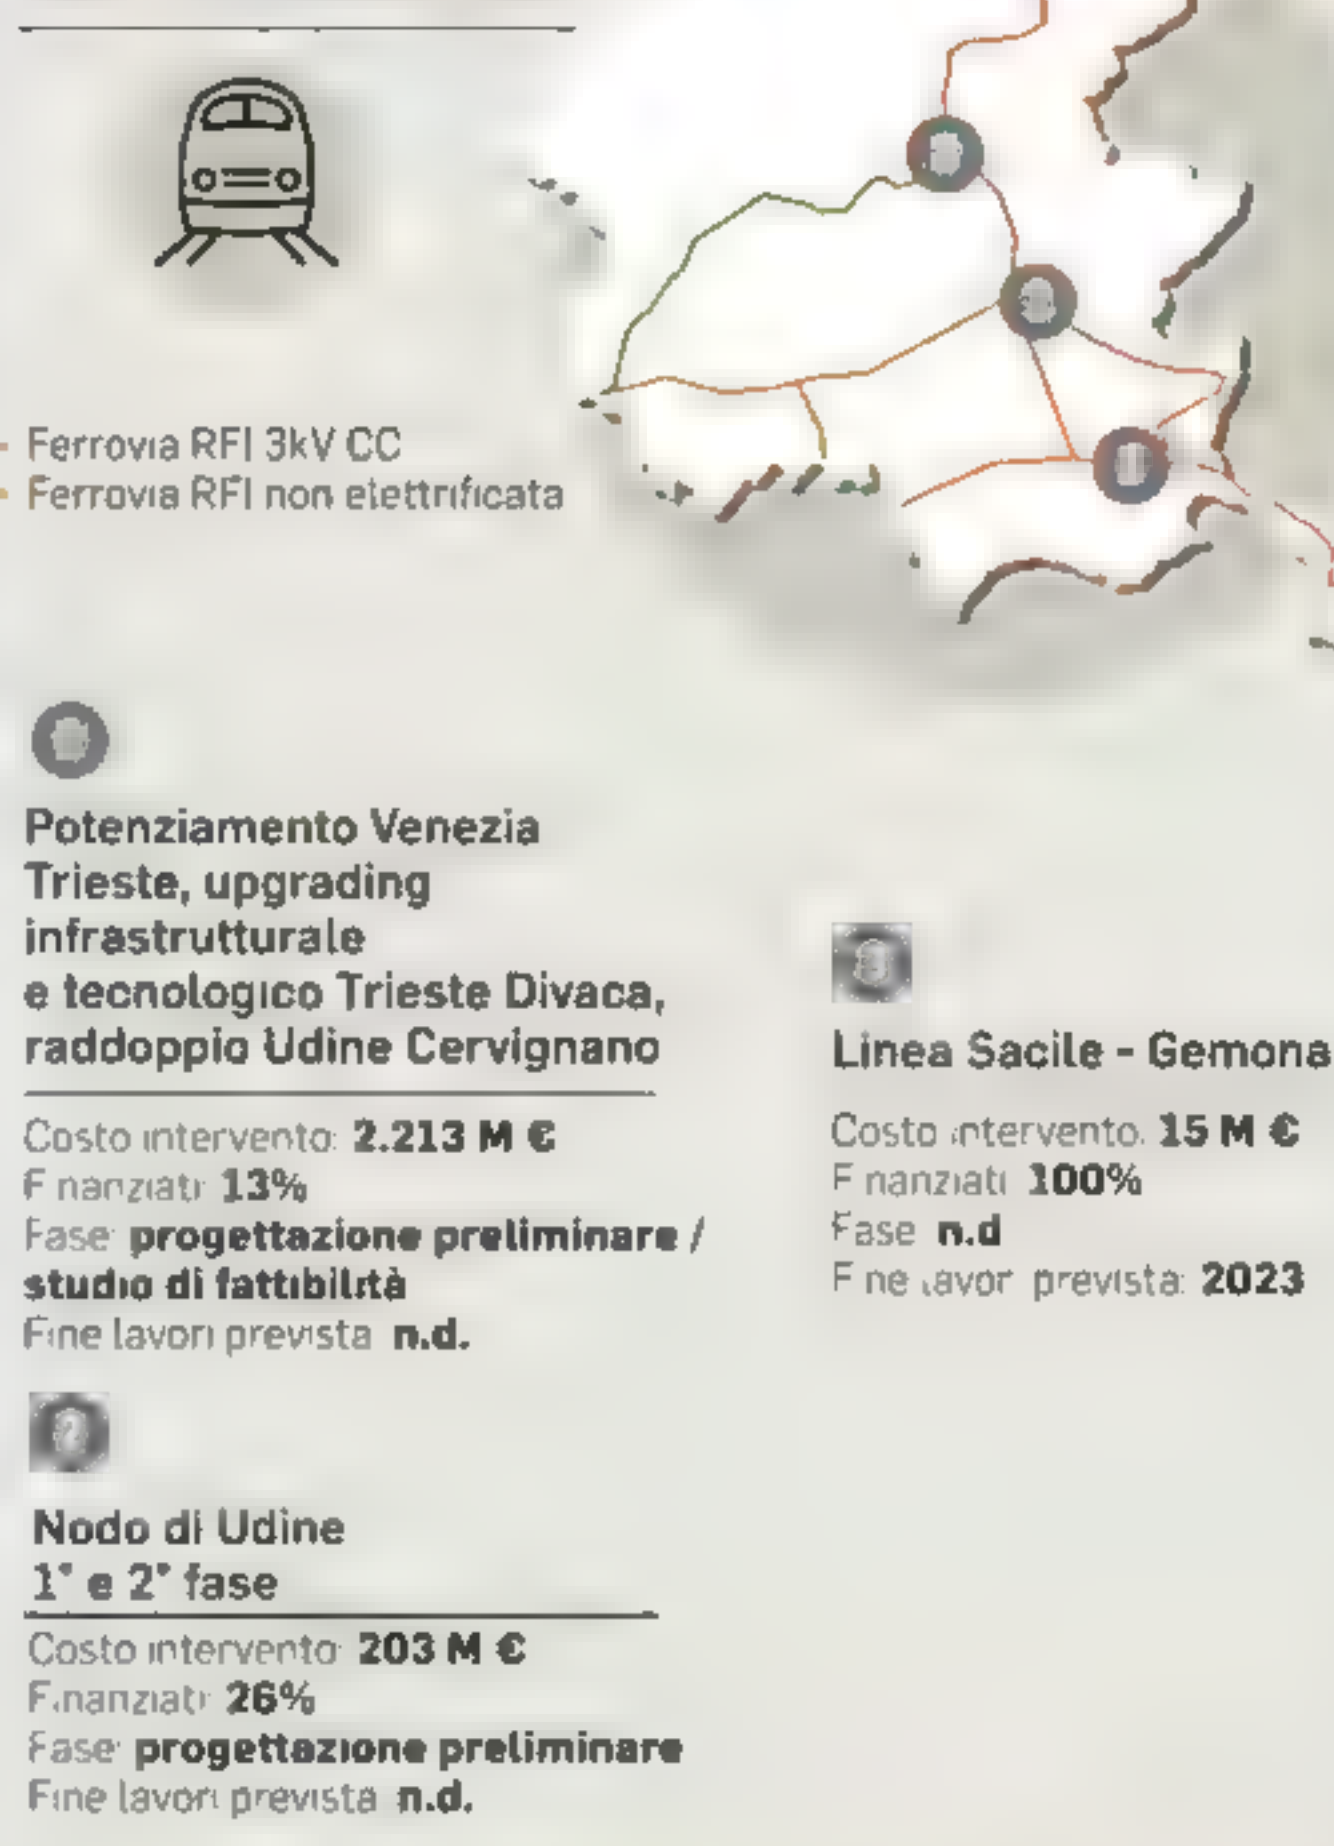 Ferrovia RFI 3kV CC
Ferrovia RFI non elettrificata
Potenziamento Venezia
Trieste, upgrading
infrastrutturale
e tecnologico Trieste Divaca,
raddoppio Udine Cervignano
Costo intervento: 2.213 M €
Finanziati: 13%
Fase: progettazione preliminare /
studio di fattibilità
Fine lavori prevista n.d.
2
Nodo di Udine
1° e 2° fase
Costo intervento: 203 M €
Finanziati: 26%
Fase: progettazione preliminare
Fine lavori prevista n.d.
3
Linea Sacile - Gemona
Costo intervento: 15 M €
Finanziati 100%
Fase n.d
Fine lavori prevista: 2023